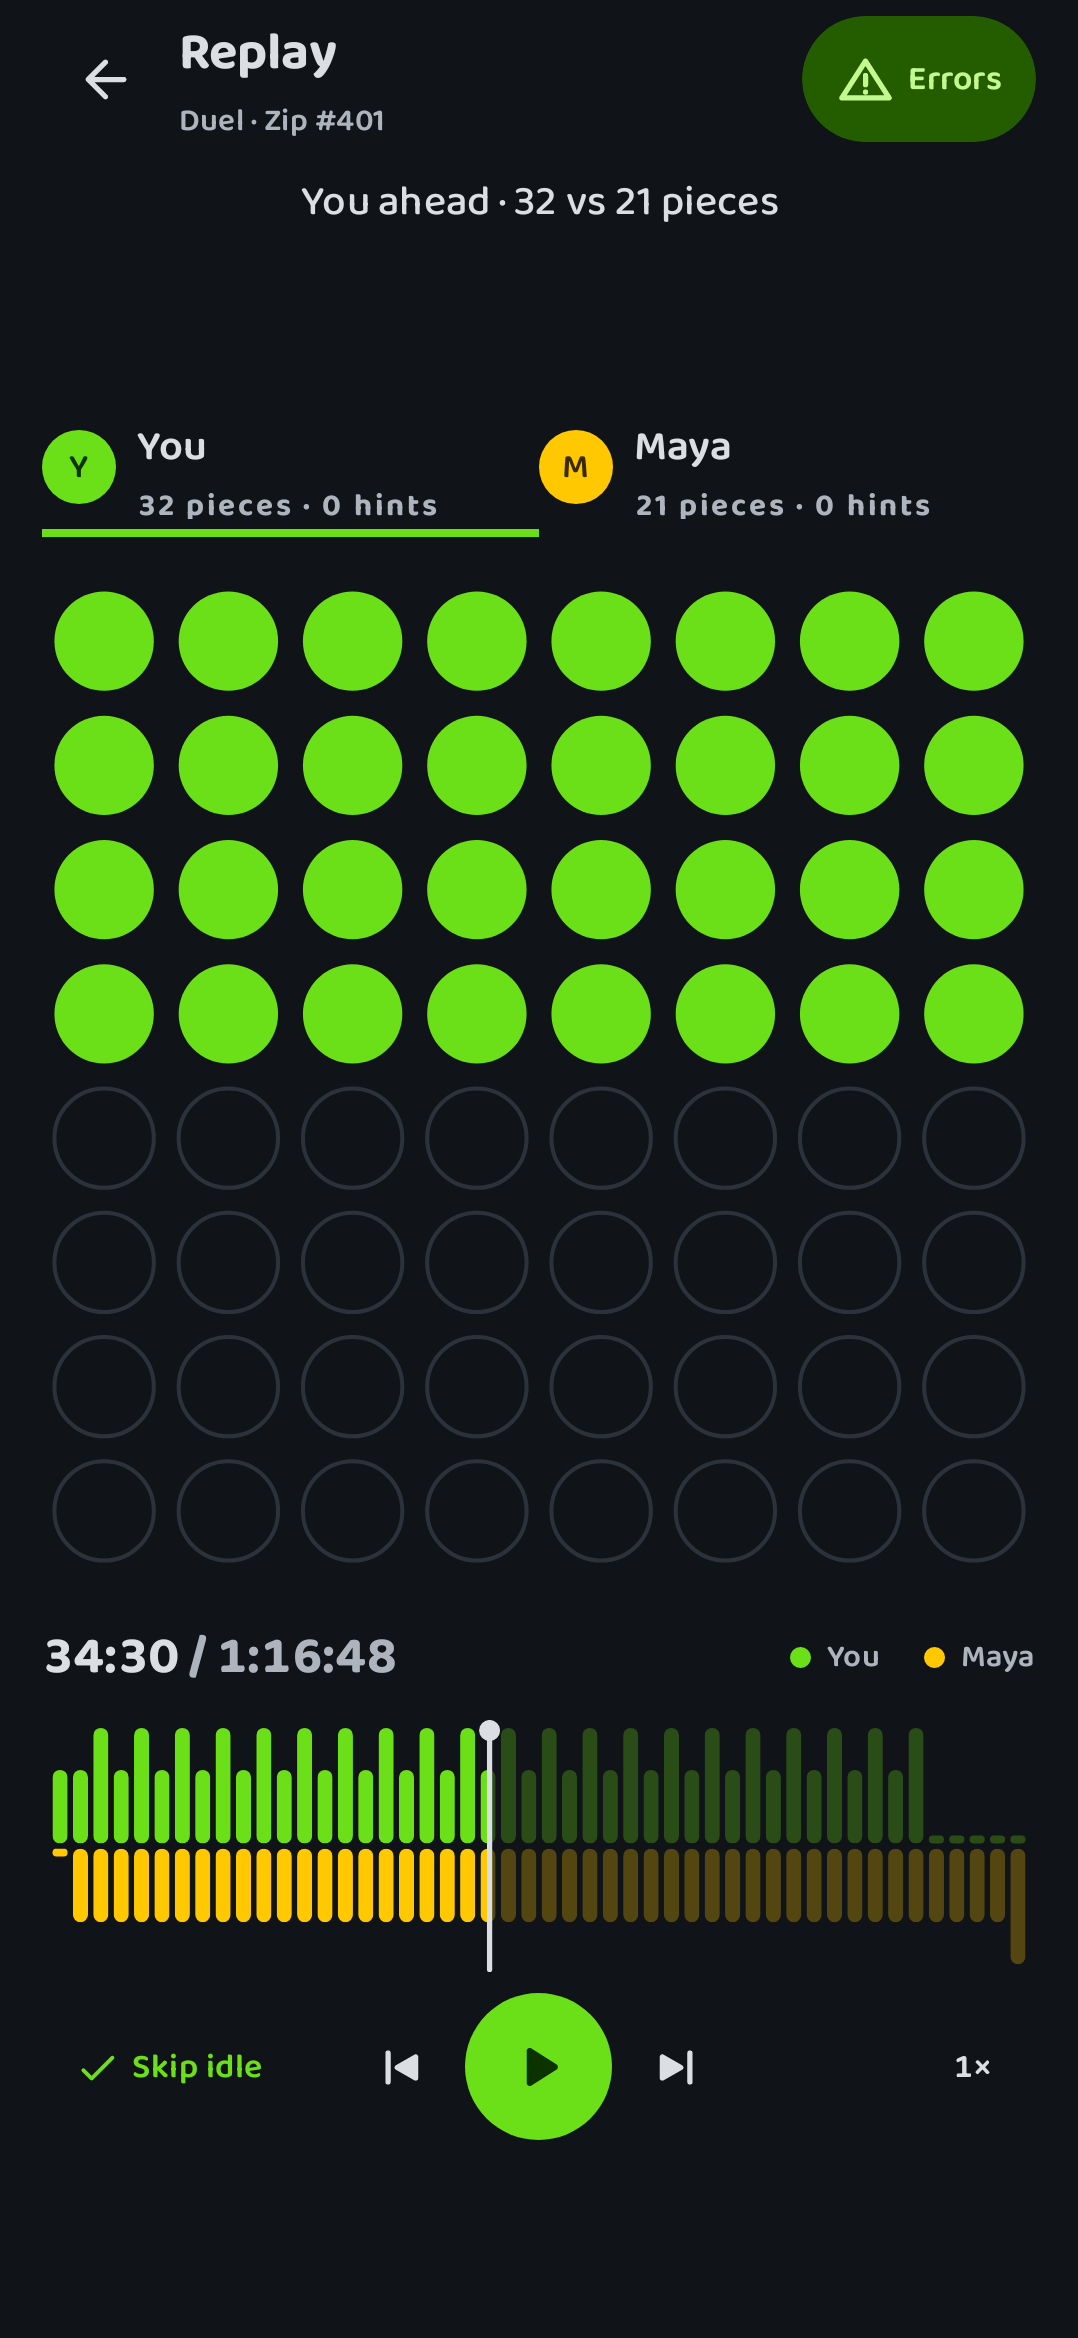 Replay
Duel · Zip #401
Errors
You ahead · 32 vs 21 pieces
Y
You
32 pieces · 0 hints
M
Maya
21 pieces · 0 hints
34:30 / 1:16:48
You
Maya
Skip idle
1×